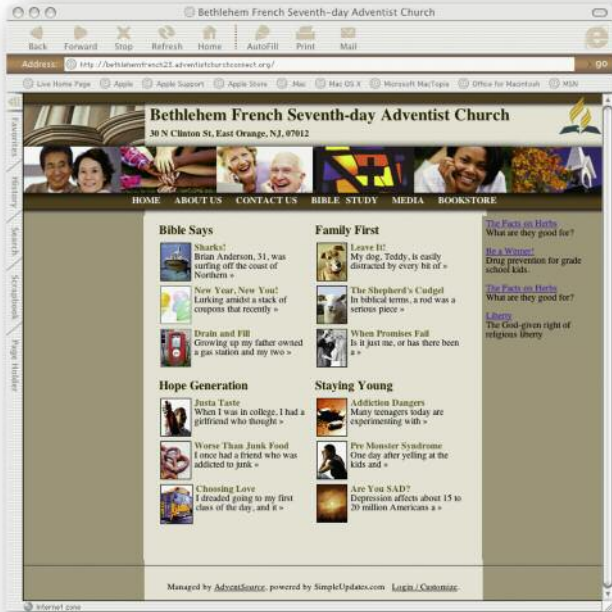 Bethlehem French Seventh-day Adventist Church
Back Forward Stop Refresh Home AutoFill Print Mail
Address: http://bethlehemfrench23.adventistchurchconnect.org/ go
Live Home Page Apple Apple Support Apple Store .Mac Mac OS X Microsoft MacTopia Office for Macintosh MSN
Favorites
History
Search
Scrapbook
Page Holder
Bethlehem French Seventh-day Adventist Church
30 N Clinton St, East Orange, NJ, 07012
HOME ABOUT US CONTACT US BIBLE STUDY MEDIA BOOKSTORE
Bible Says
Sharks!
Brian Anderson, 31, was
surfing off the coast of
Northern »
New Year, New You!
Lurking amidst a stack of
coupons that recently »
Drain and Fill
Growing up my father owned
a gas station and my two »
Family First
Leave It!
My dog, Teddy, is easily
distracted by every bit of »
The Shepherd's Cudgel
In biblical terms, a rod was a
serious piece »
When Promises Fail
Is it just me, or has there been
a »
Hope Generation
Justa Taste
When I was in college, I had a
girlfriend who thought »
Worse Than Junk Food
I once had a friend who was
addicted to junk »
Choosing Love
I dreaded going to my first
class of the day, and it »
Staying Young
Addiction Dangers
Many teenagers today are
experimenting with »
Pre Monster Syndrome
One day after yelling at the
kids and »
Are You SAD?
Depression affects about 15 to
20 million Americans a »
The Facts on Herbs
What are they good for?
Be a Winner!
Drug prevention for grade
school kids.
The Facts on Herbs
What are they good for?
Liberty
The God-given right of
religious liberty
Managed by AdventSource, powered by SimpleUpdates.com Login / Customize.
Internet zone